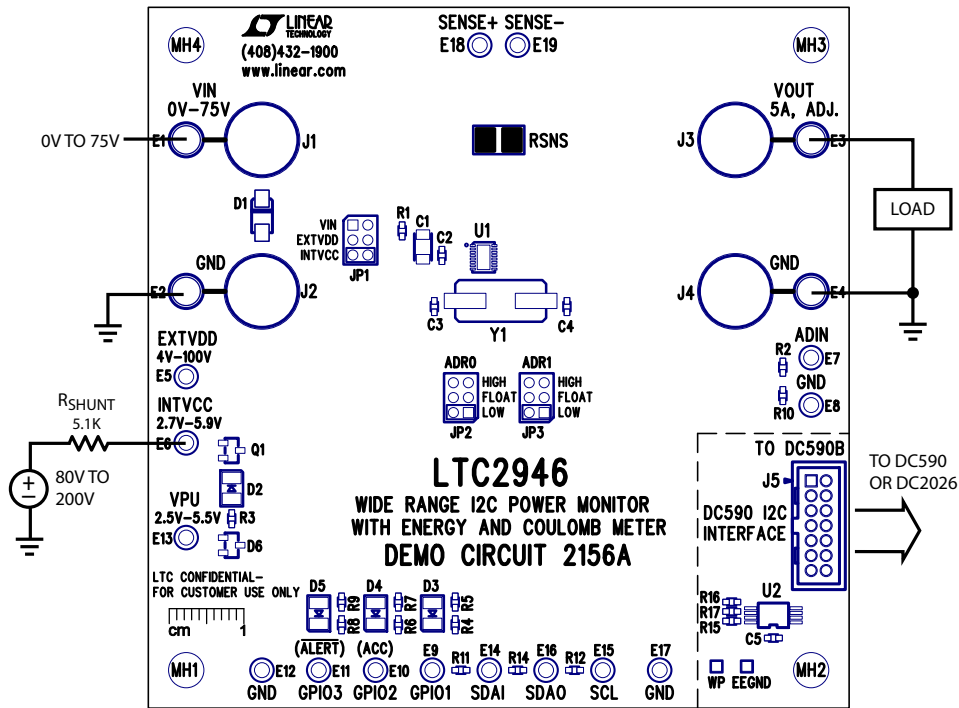 LINEAR
TECHNOLOGY
(408)432-1900
www.linear.com
MH4
SENSE+ SENSE-
E18 E19
MH3
VIN
0V-75V
0V TO 75V
E1
J1
RSNS
VOUT
5A, ADJ.
J3
E3
LOAD
D1
VIN
EXTVDD
INTVCC
JP1
R1
C1
C2
U1
GND
E2
J2
C3
Y1
C4
GND
J4
E4
EXTVDD
4V-100V
E5
ADIN
R2
E7
GND
R10
E8
ADR0
HIGH
FLOAT
LOW
JP2
ADR1
HIGH
FLOAT
LOW
JP3
INTVCC
2.7V-5.9V
E6
RSHUNT
5.1K
80V TO
200V
Q1
D2
VPU
2.5V-5.5V
E13
R3
D6
LTC2946
WIDE RANGE I2C POWER MONITOR
WITH ENERGY AND COULOMB METER
DEMO CIRCUIT 2156A
TO DC590B
J5
DC590 I2C
INTERFACE
TO DC590
OR DC2026
LTC CONFIDENTIAL-
FOR CUSTOMER USE ONLY
cm 1
D5
R9
R8
D4
R7
R6
D3
R5
R4
R16
R17
R15
U2
C5
MH1
E12
GND
(ALERT)
E11
GPIO3
(ACC)
E10
GPIO2
E9
GPIO1
R11
E14
SDAI
R14
E16
SDAO
R12
E15
SCL
E17
GND
WP EEGND
MH2